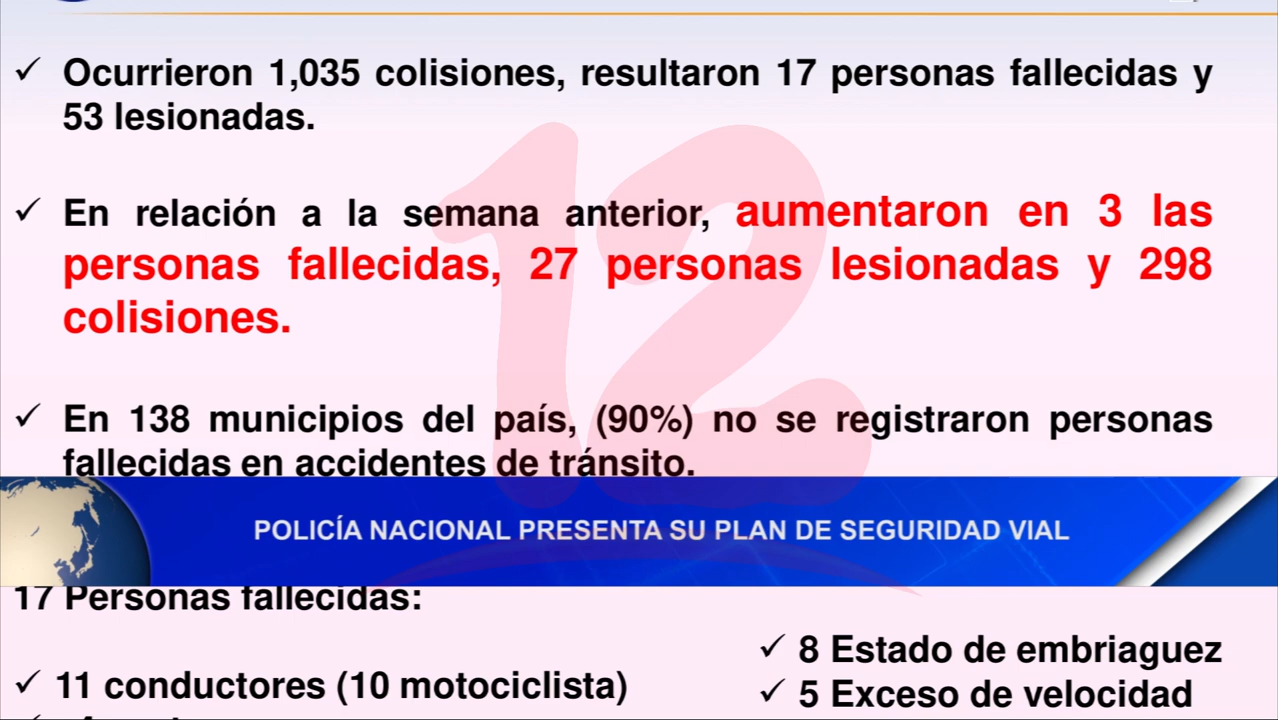 Ocurrieron 1,035 colisiones, resultaron 17 personas fallecidas y
53 lesionadas.
En relación a la semana anterior, aumentaron en 3 las
personas fallecidas, 27 personas lesionadas y 298
colisiones.
En 138 municipios del país, (90%) no se registraron personas
fallecidas en accidentes de tránsito.
12
POLICÍA NACIONAL PRESENTA SU PLAN DE SEGURIDAD VIAL
17 Personas fallecidas:
11 conductores (10 motociclista)
8 Estado de embriaguez
5 Exceso de velocidad